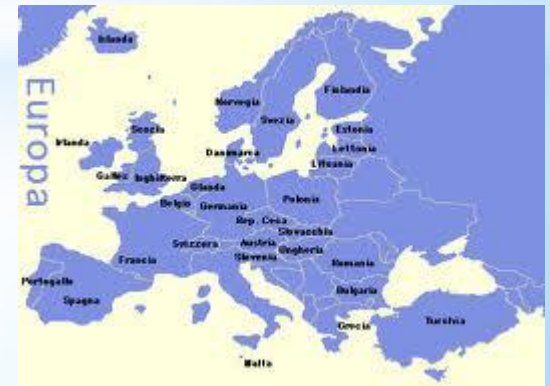 Europa
Islanda
Finlandia
Norvegia
Svezia
Estonia
Scozia
Lettonia
Irlanda
Danimarca
Lituania
Galles
Inghilterra
Olanda
Belgio
Germania
Polonia
Rep. Ceca
Slovacchia
Svizzera
Austria
Ungheria
Francia
Slovenia
Romania
Portogallo
Bulgaria
Spagna
Grecia
Turchia
Malta